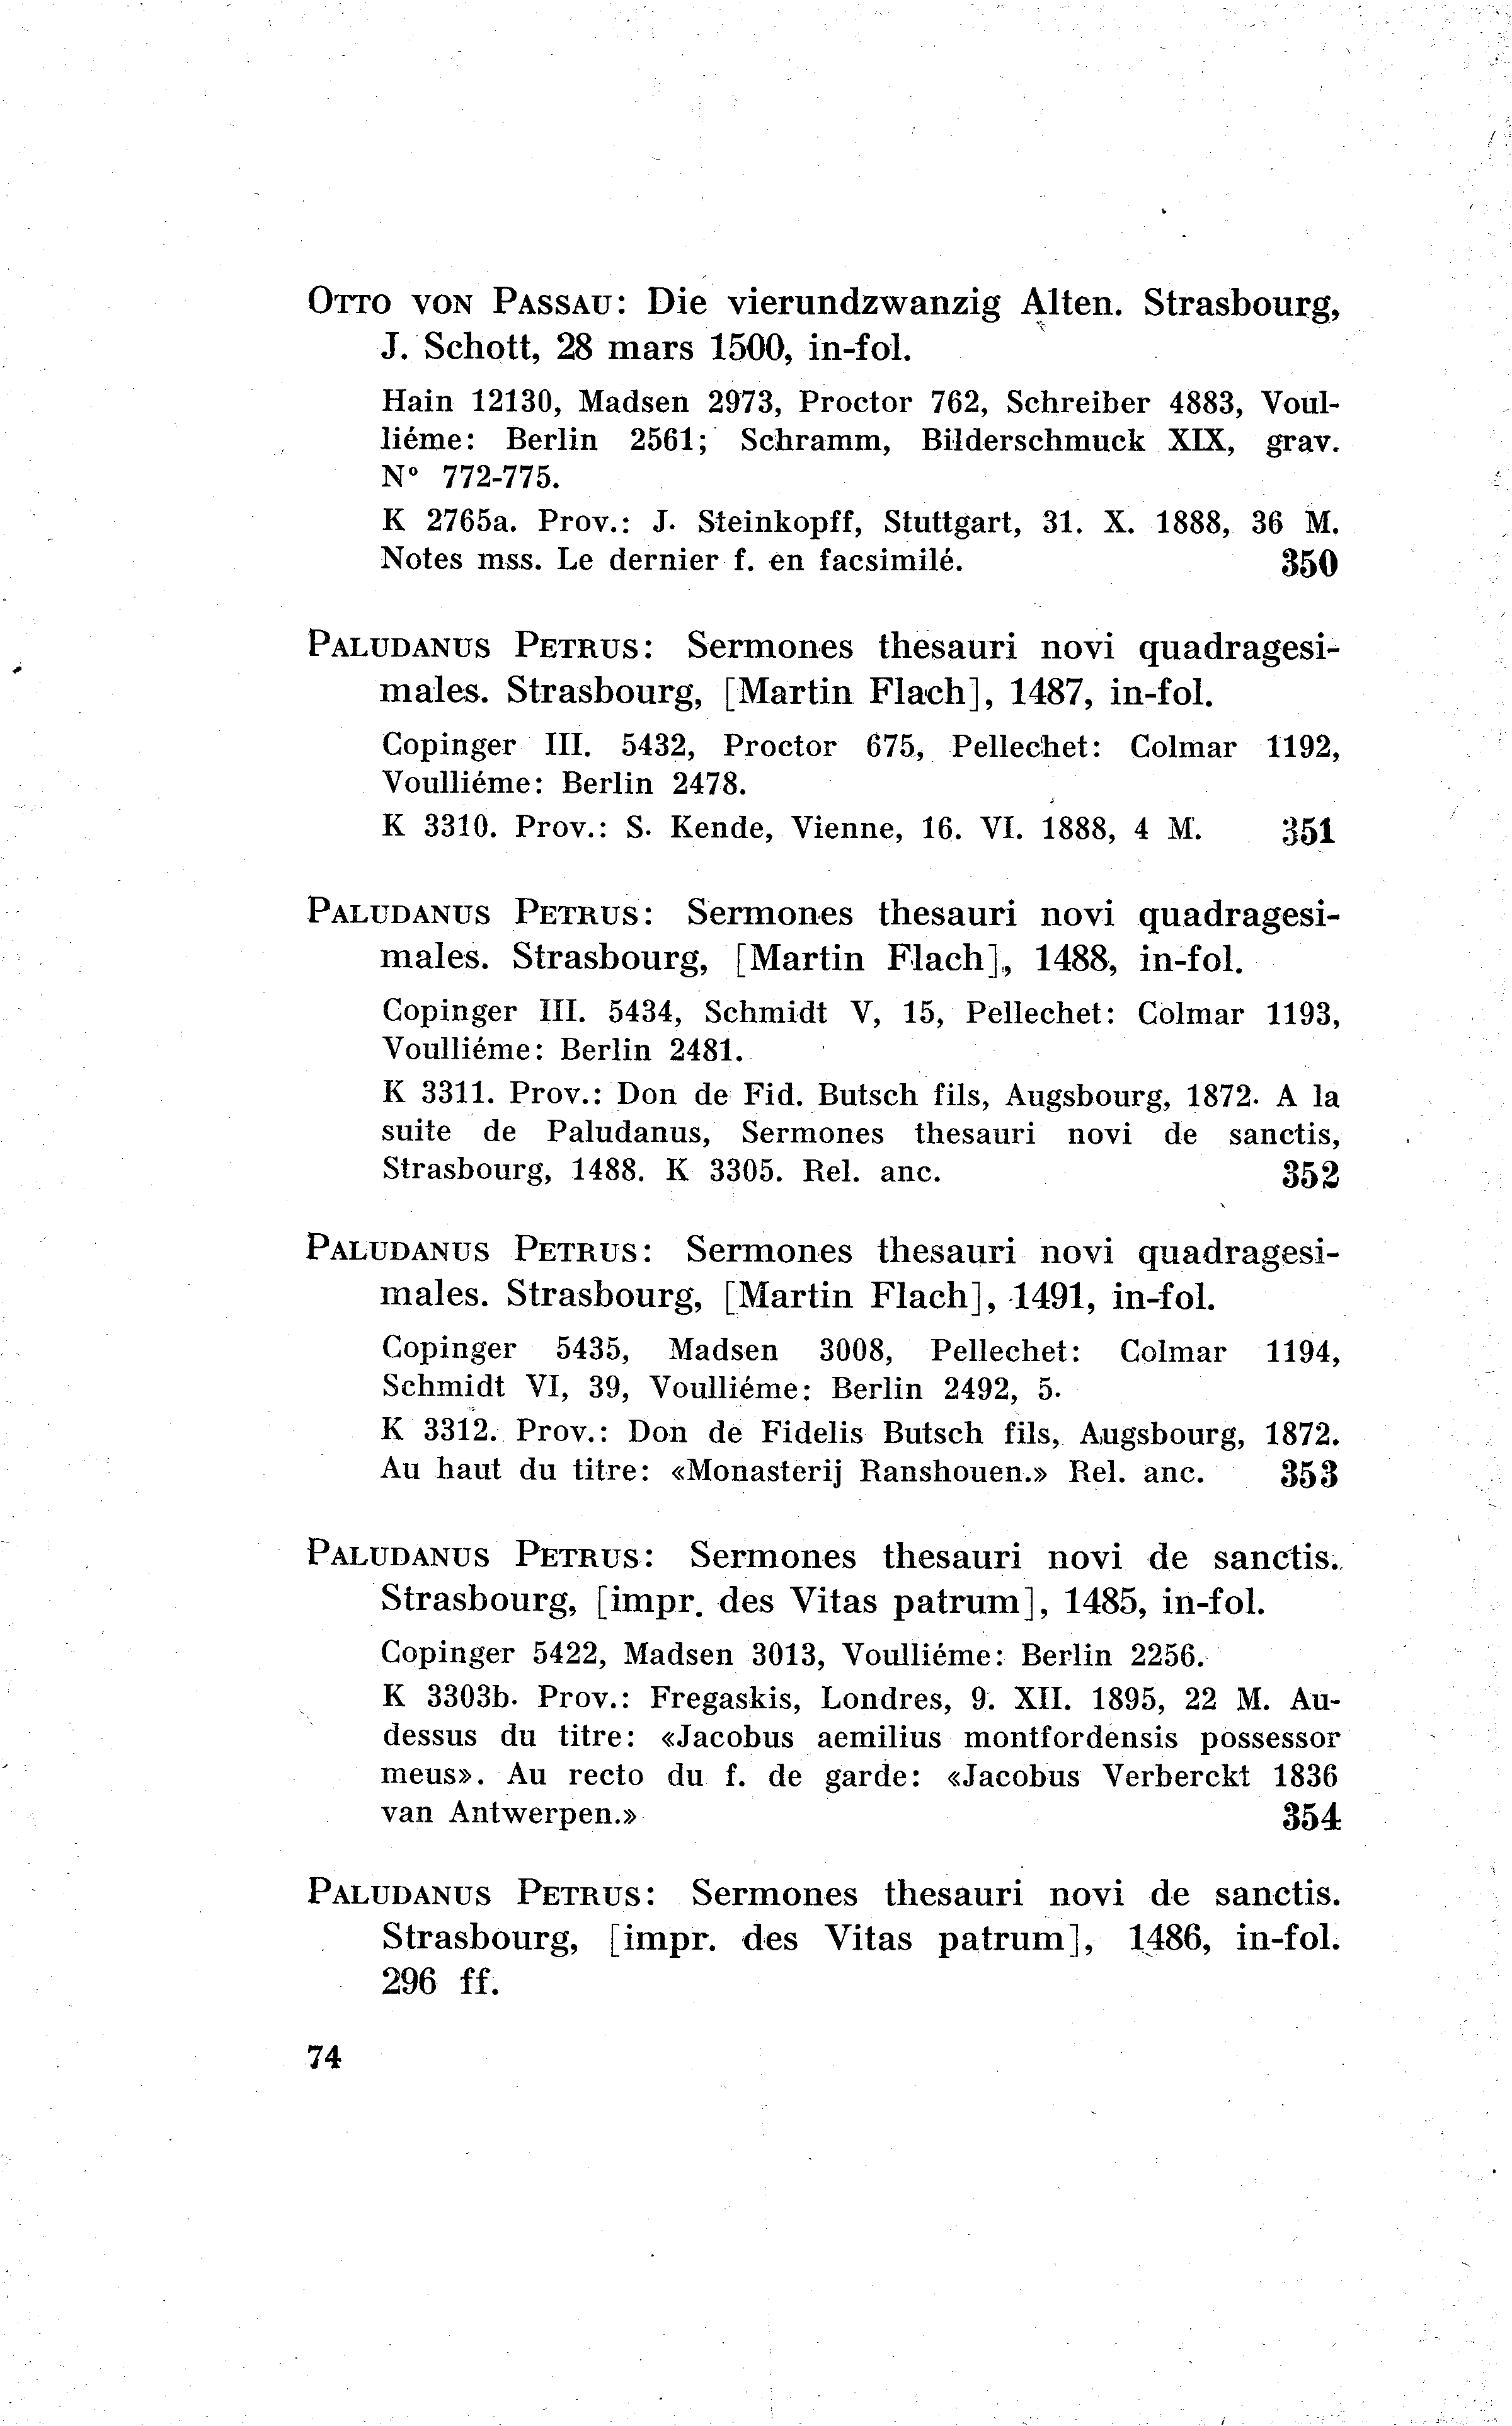 OTTO VON PASSAU: Die vierundzwanzig Alten. Strasbourg,
J. Schott, 28 mars 1500, in-fol.
Hain 12130, Madsen 2973, Proctor 762, Schreiber 4883, Voul-
liéme: Berlin 2561; Schramm, Bilderschmuck XIX, grav.
N° 772-775.
K 2765a. Prov.: J. Steinkopff, Stuttgart, 31. X. 1888, 36 M.
Notes mss. Le dernier f. en facsimilé. 350
PALUDANUS PETRUS: Sermones thesauri novi quadragesi-
males. Strasbourg, [Martin Flach], 1487, in-fol.
Copinger III. 5432, Proctor 675, Pellechet: Colmar 1192,
Voulliéme: Berlin 2478.
K 3310. Prov.: S. Kende, Vienne, 16. VI. 1888, 4 M. 351
PALUDANUS PETRUS: Sermones thesauri novi quadragesi-
males. Strasbourg, [Martin Flach], 1488, in-fol.
Copinger III. 5434, Schmidt V, 15, Pellechet: Colmar 1193,
Voulliéme: Berlin 2481.
K 3311. Prov.: Don de Fid. Butsch fils, Augsbourg, 1872. A la
suite de Paludanus, Sermones thesauri novi de sanctis,
Strasbourg, 1488. K 3305. Rel. anc. 352
PALUDANUS PETRUS: Sermones thesauri novi quadragesi-
males. Strasbourg, [Martin Flach], 1491, in-fol.
Copinger 5435, Madsen 3008, Pellechet: Colmar 1194,
Schmidt VI, 39, Voulliéme: Berlin 2492, 5.
K 3312. Prov.: Don de Fidelis Butsch fils, Augsbourg, 1872.
Au haut du titre: «Monasterij Ranshouen.» Rel. anc. 353
PALUDANUS PETRUS: Sermones thesauri novi de sanctis.
Strasbourg, [impr. des Vitas patrum], 1485, in-fol.
Copinger 5422, Madsen 3013, Voulliéme: Berlin 2256.
K 3303b. Prov.: Fregaskis, Londres, 9. XII. 1895, 22 M. Au-
dessus du titre: «Jacobus aemilius montfordensis possessor
meus». Au recto du f. de garde: «Jacobus Verberckt 1836
van Antwerpen.» 354
PALUDANUS PETRUS: Sermones thesauri novi de sanctis.
Strasbourg, [impr. des Vitas patrum], 1486, in-fol.
296 ff.
74